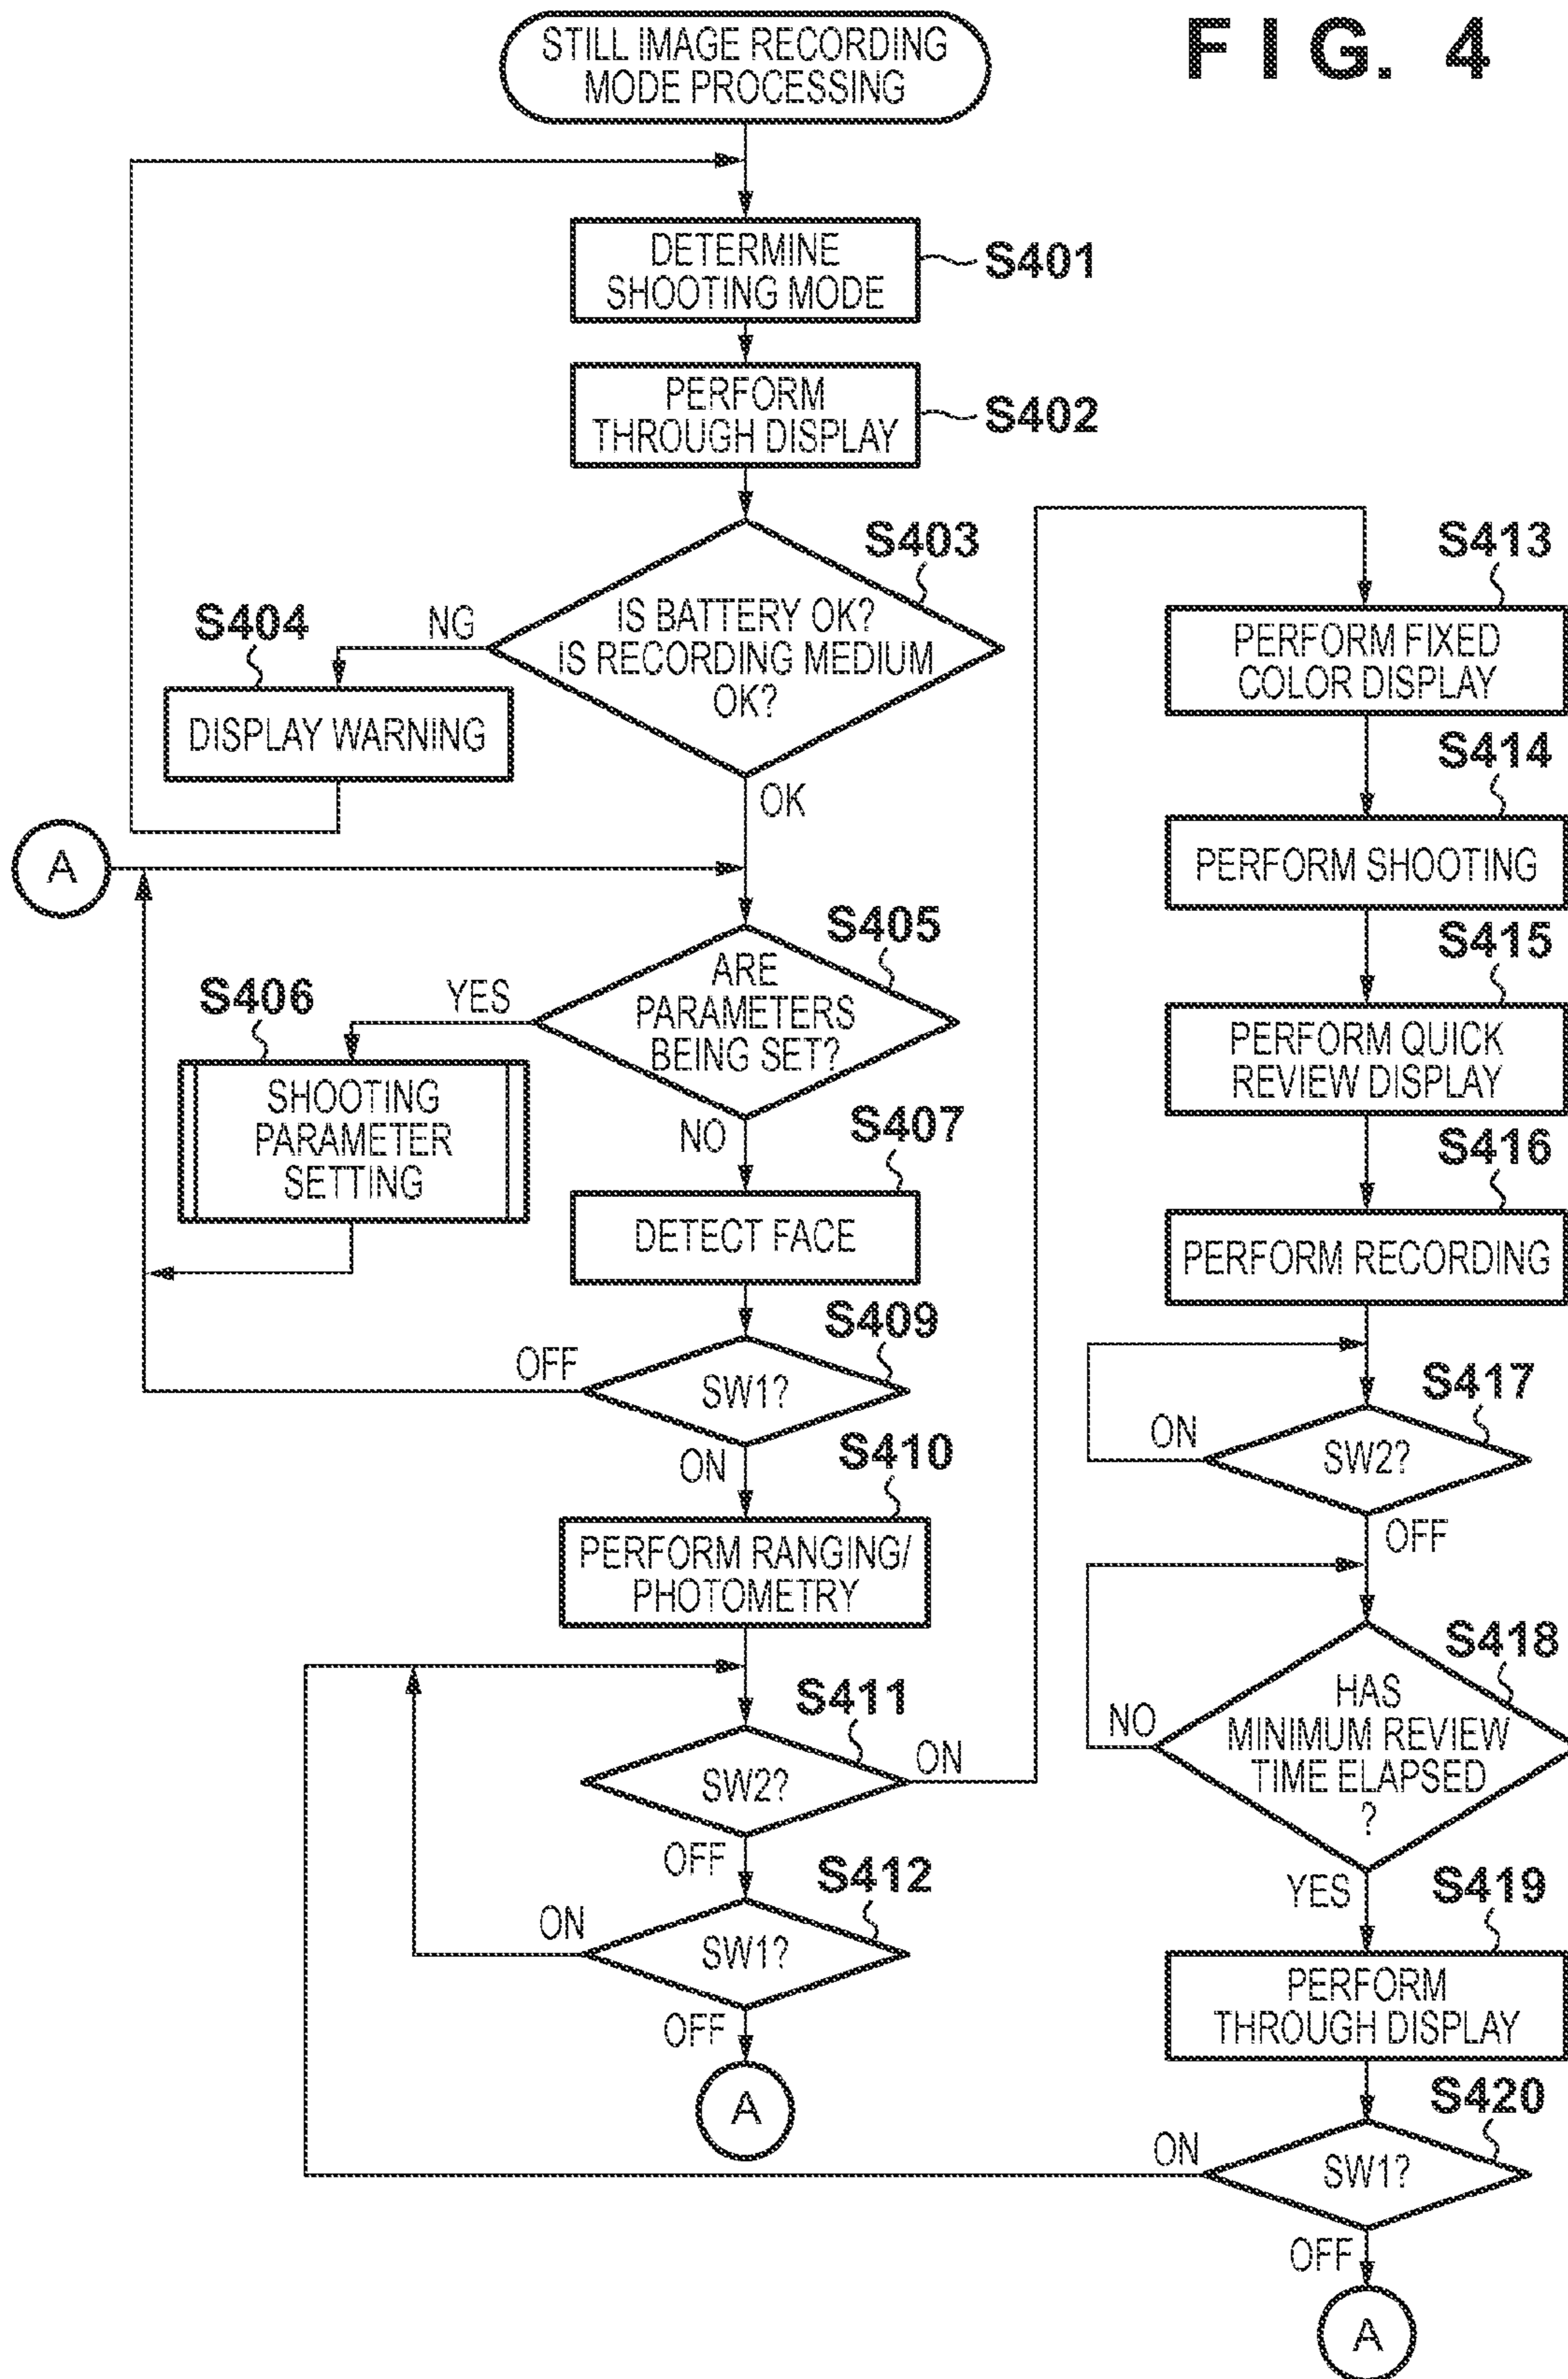 FIG. 4
STILL IMAGE RECORDING
MODE PROCESSING
DETERMINE
SHOOTING MODE
S401
PERFORM
THROUGH DISPLAY
S402
S403
IS BATTERY OK?
IS RECORDING MEDIUM
OK?
NG
OK
S404
DISPLAY WARNING
A
S405
ARE
PARAMETERS
BEING SET?
YES
NO
S406
SHOOTING
PARAMETER
SETTING
S407
DETECT FACE
S409
SW1?
OFF
ON
S410
PERFORM RANGING/
PHOTOMETRY
S411
SW2?
ON
OFF
S412
SW1?
ON
OFF
A
S413
PERFORM FIXED
COLOR DISPLAY
S414
PERFORM SHOOTING
S415
PERFORM QUICK
REVIEW DISPLAY
S416
PERFORM RECORDING
S417
SW2?
ON
OFF
S418
HAS
MINIMUM REVIEW
TIME ELAPSED
?
NO
YES
S419
PERFORM
THROUGH DISPLAY
S420
SW1?
ON
OFF
A